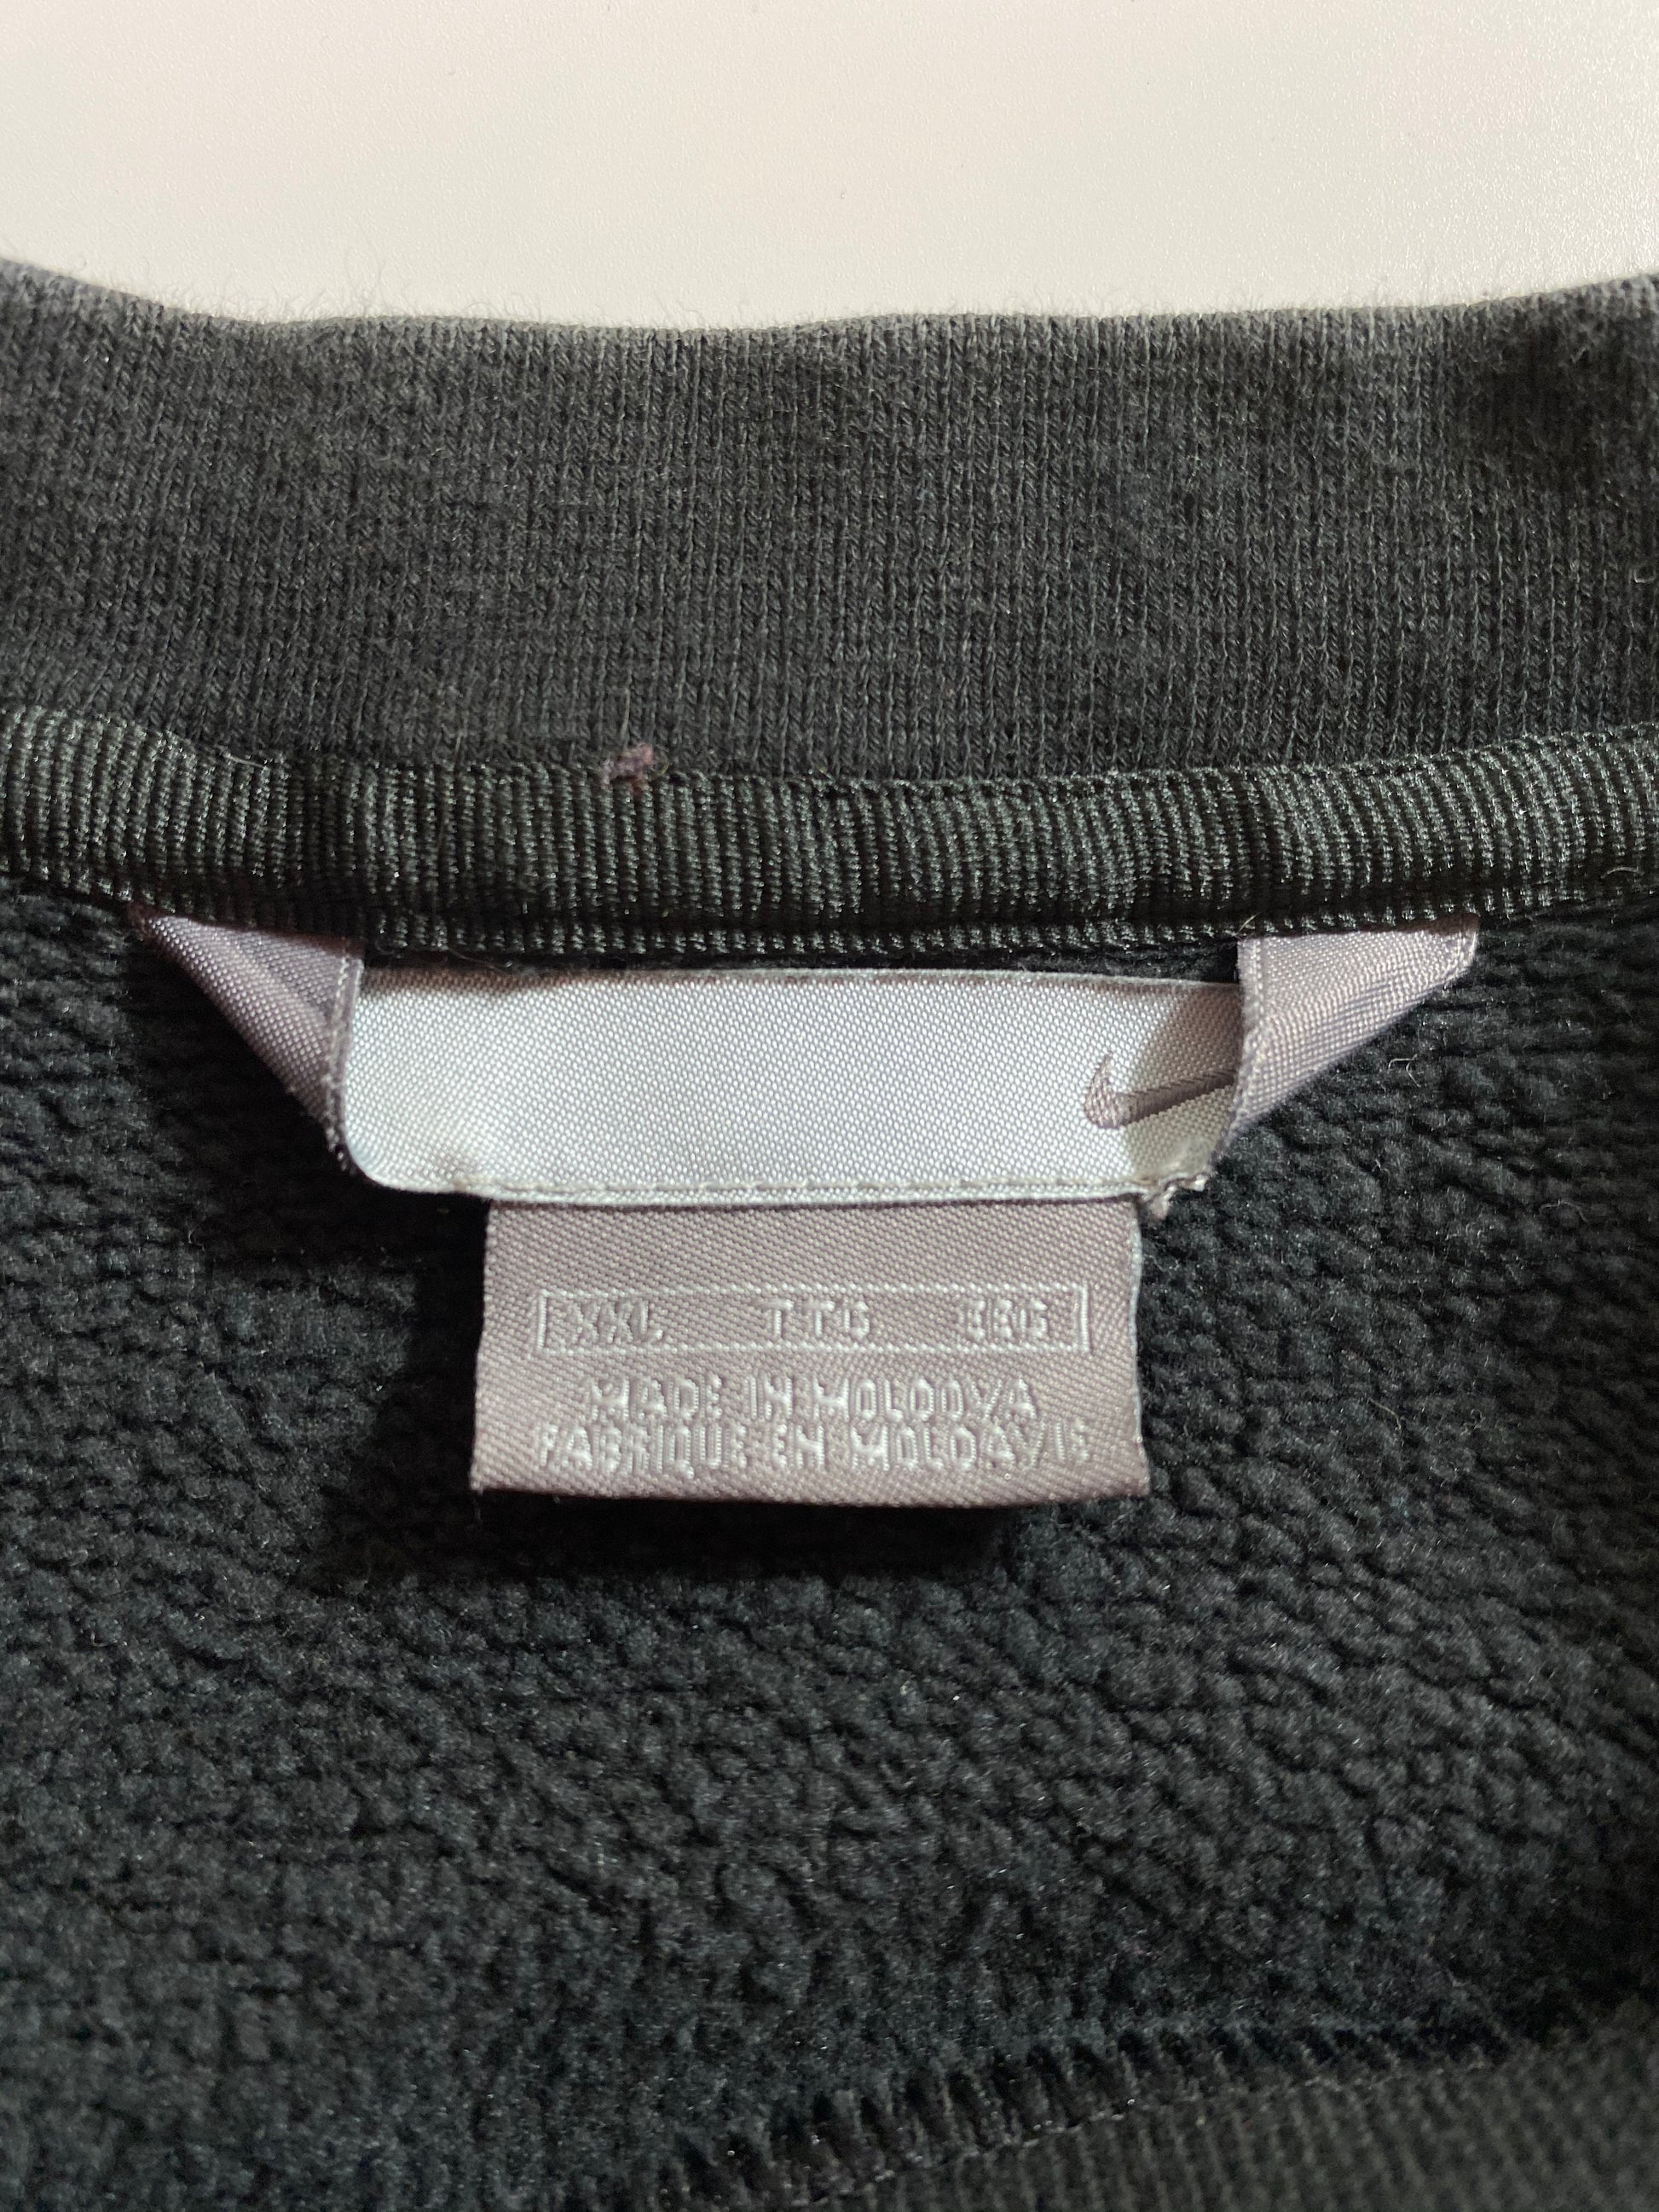 XXL TTG EEG
MADE IN MOLDOVA
FABRIQUE EN MOLDAVIE